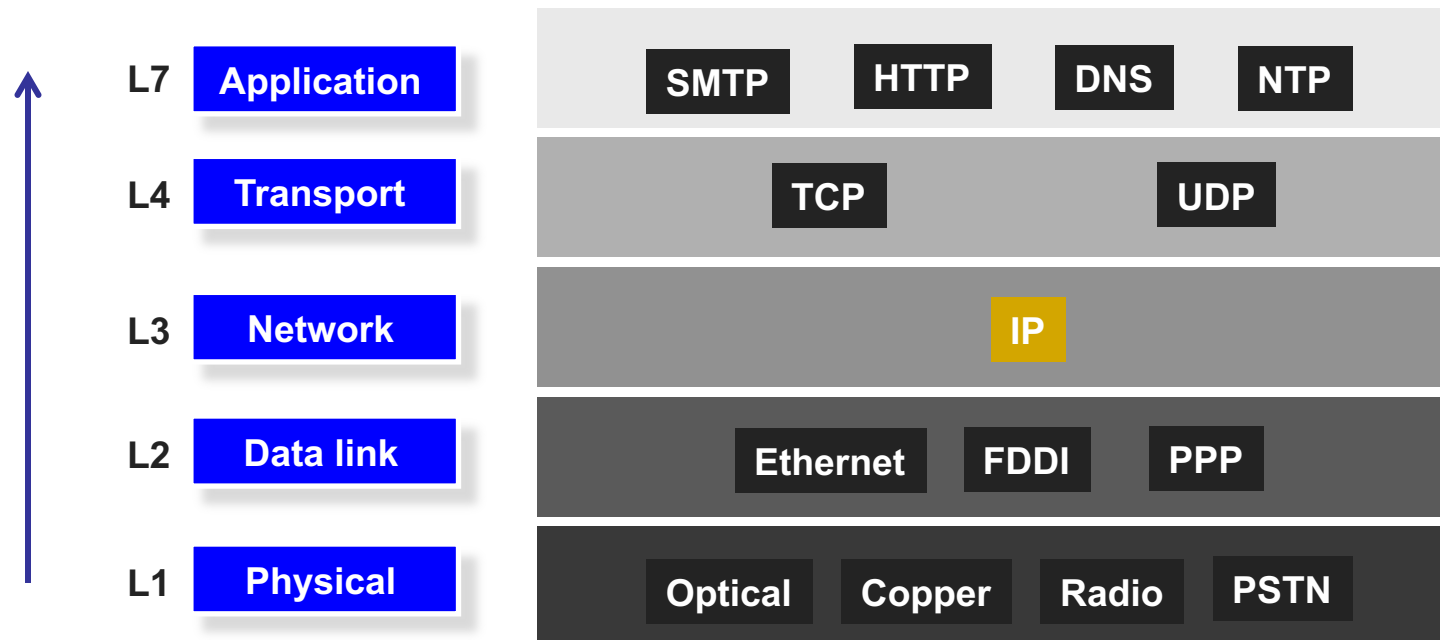 L7 Application SMTP HTTP DNS NTP
L4 Transport TCP UDP
L3 Network IP
L2 Data link Ethernet FDDI PPP
L1 Physical Optical Copper Radio PSTN